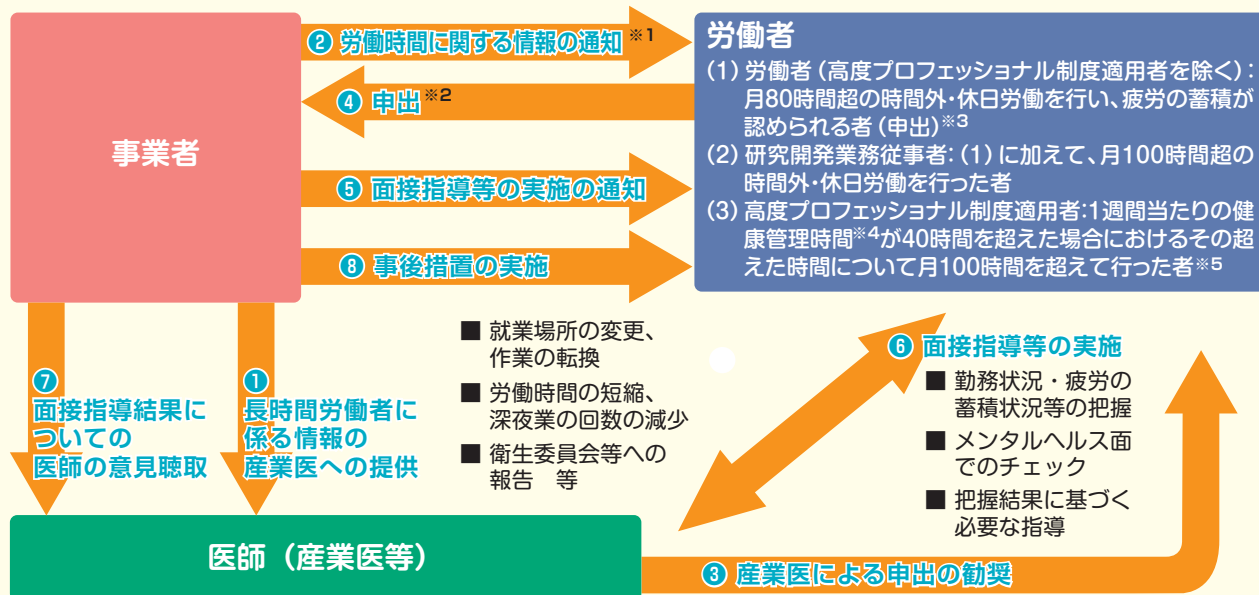 事業者
❷ 労働時間に関する情報の通知※1
❹ 申出※2
❺ 面接指導等の実施の通知
❽ 事後措置の実施
労働者
(1) 労働者(高度プロフェッショナル制度適用者を除く):
月80時間超の時間外・休日労働を行い、疲労の蓄積が
認められる者(申出)※3
(2) 研究開発業務従事者:(1)に加えて、月100時間超の
時間外・休日労働を行った者
(3) 高度プロフェッショナル制度適用者:1週間当たりの健
康管理時間※4が40時間を超えた場合におけるその超
えた時間について月100時間を超えて行った者※5
❼
面接指導結果に
ついての
医師の意見聴取
❶
長時間労働者に
係る情報の
産業医への提供
■ 就業場所の変更、
作業の転換
■ 労働時間の短縮、
深夜業の回数の減少
■ 衛生委員会等への
報告 等
❻ 面接指導等の実施
■ 勤務状況・疲労の
蓄積状況等の把握
■ メンタルヘルス面
でのチェック
■ 把握結果に基づく
必要な指導
医師(産業医等)
❸ 産業医による申出の勧奨